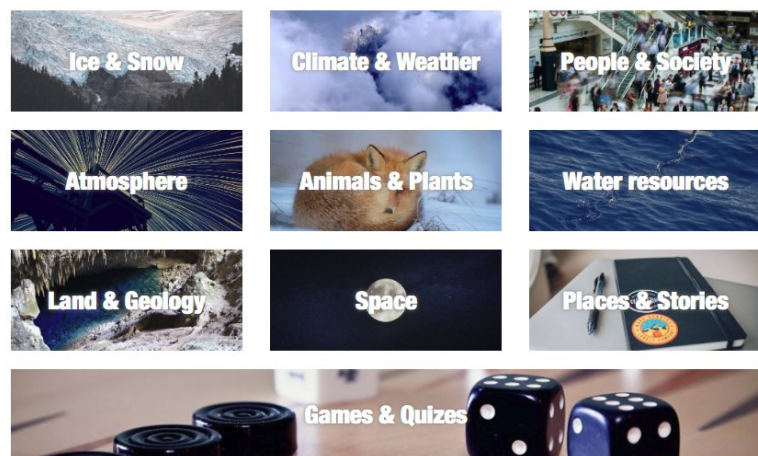 Ice & Snow
Climate & Weather
People & Society
Atmosphere
Animals & Plants
Water resources
Land & Geology
Space
Places & Stories
Games & Quizes